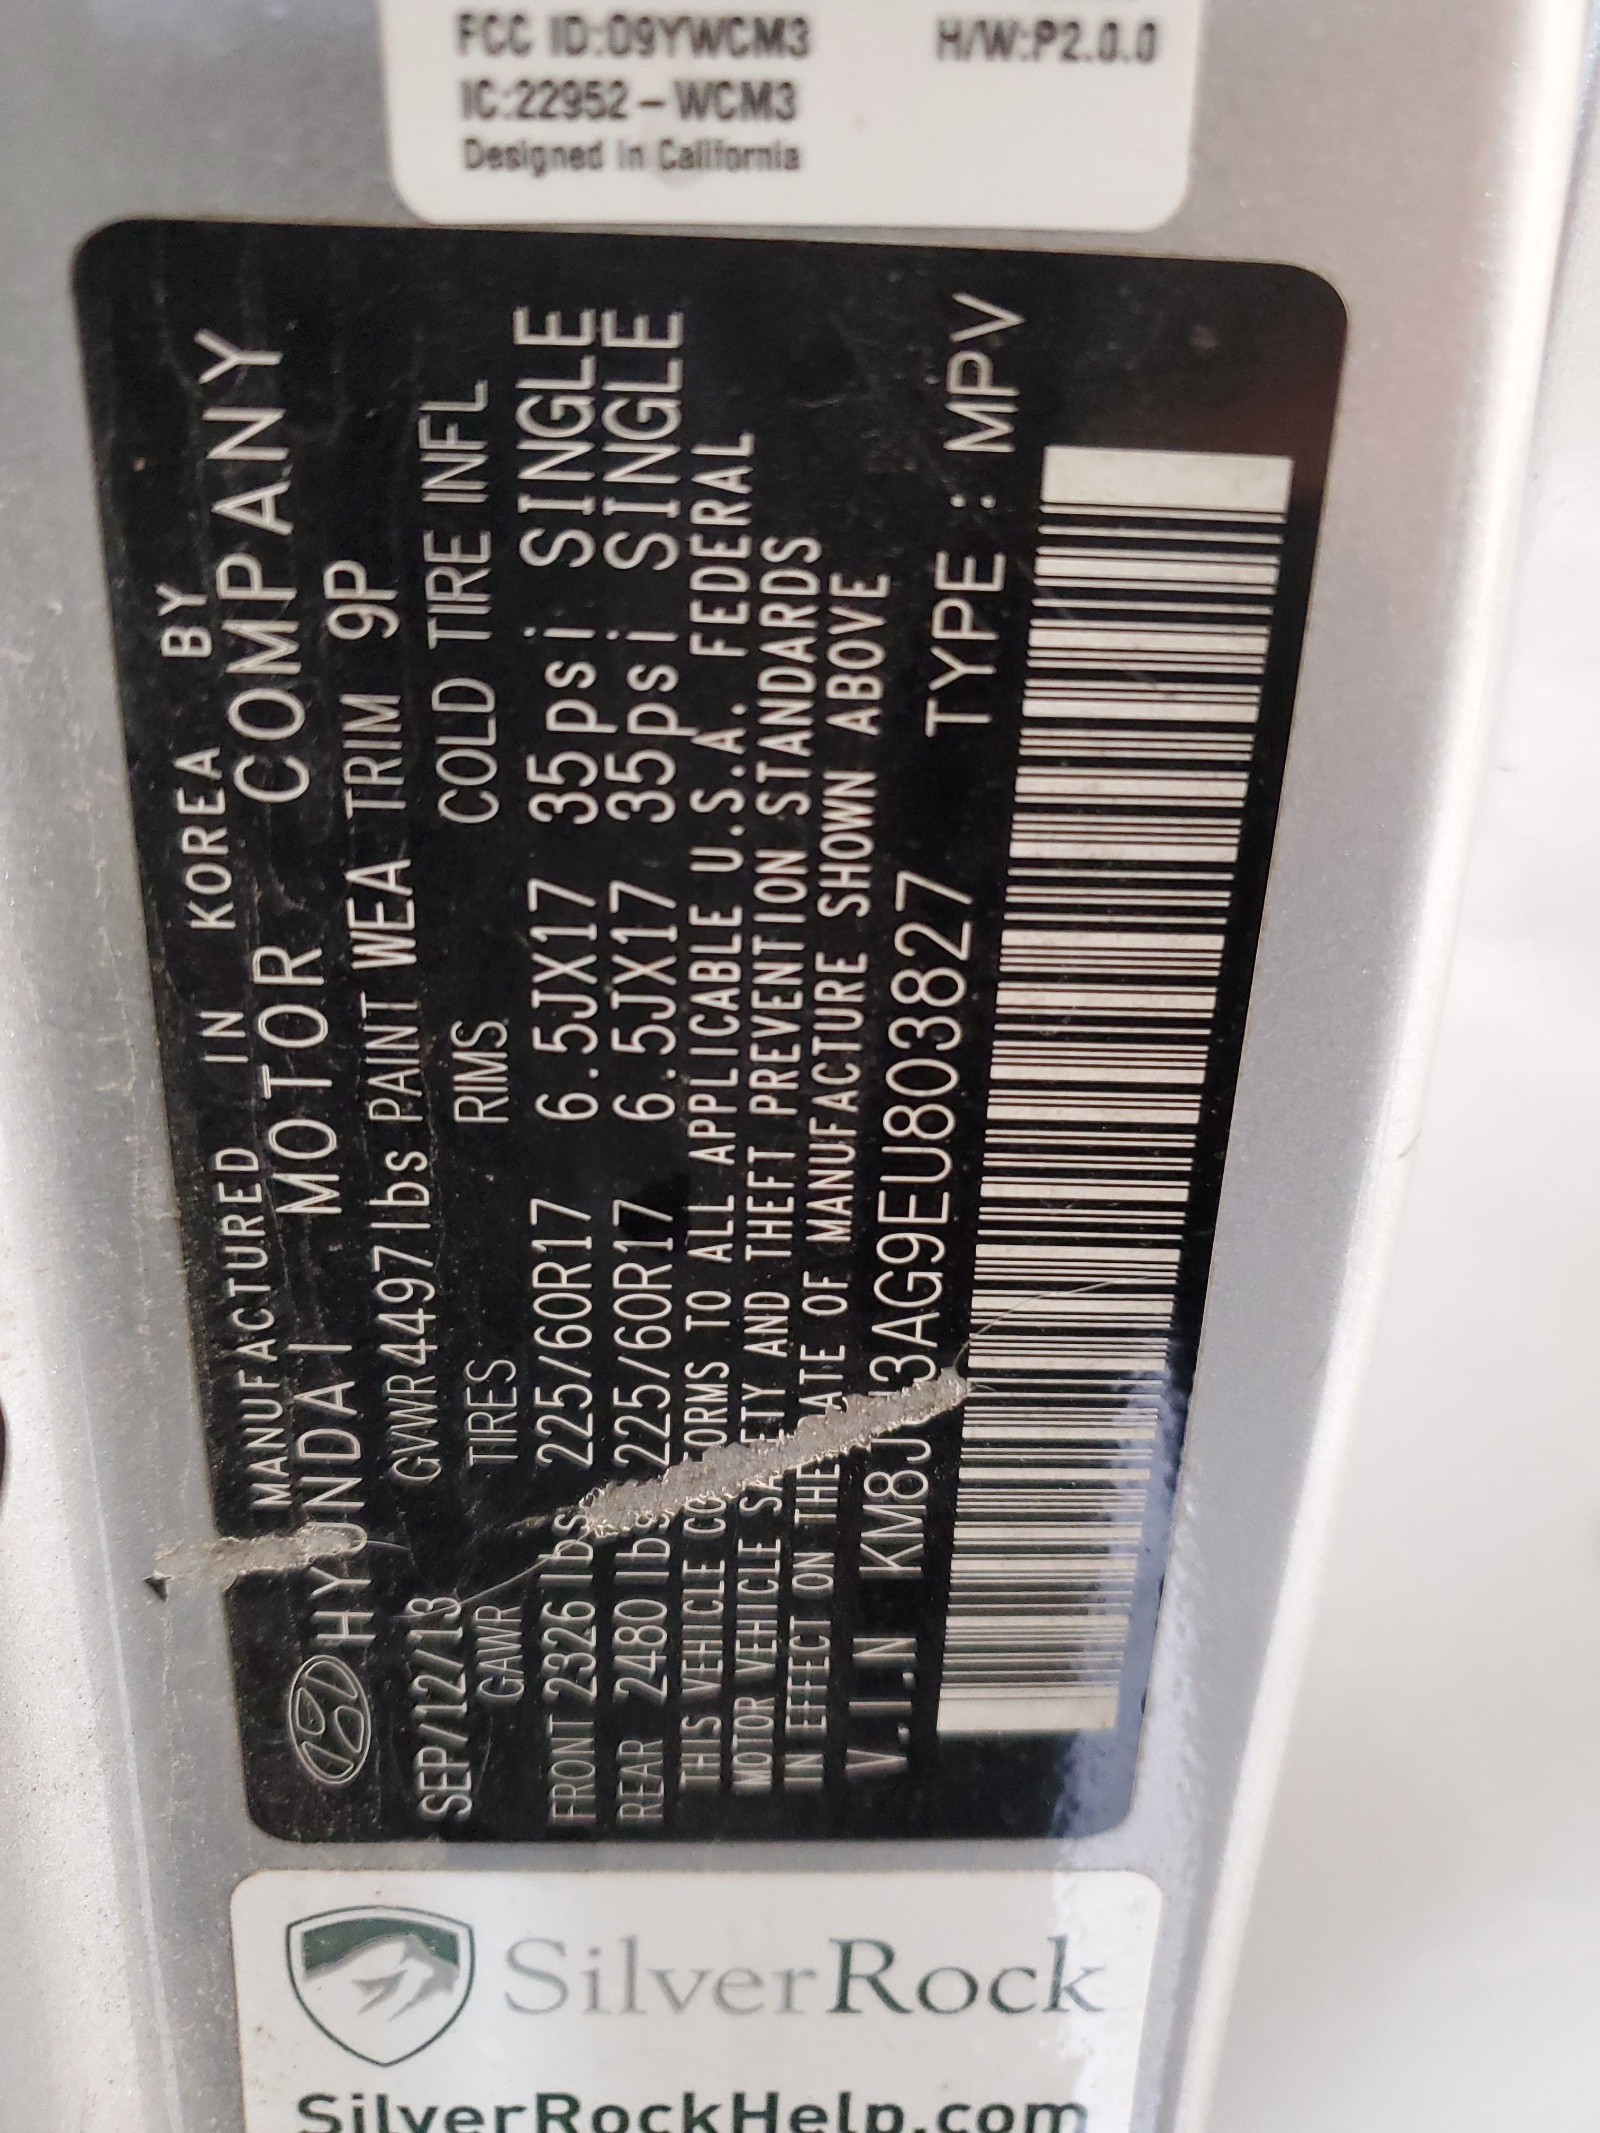 FCC ID:O9YWCM3
H/W:P2.0.0
IC:22952-WCM3
Designed in California
MANUFACTURED IN KOREA BY
HYUNDAI MOTOR COMPANY
SEP/12/13 GVWR 4497 lbs PAINT WEA TRIM 9P
GAWR TIRES RIMS COLD TIRE INFL
FRONT 2326 lbs 225/60R17 6.5JX17 35psi SINGLE
REAR 2480 lbs 225/60R17 6.5JX17 35psi SINGLE
THIS VEHICLE CONFORMS TO ALL APPLICABLE U.S.A. FEDERAL
MOTOR VEHICLE SAFETY AND THEFT PREVENTION STANDARDS
IN EFFECT ON THE DATE OF MANUFACTURE SHOWN ABOVE
V.I.N KM8JU3AG9EU803827 TYPE : MPV
SilverRock
SilverRockHelp.com